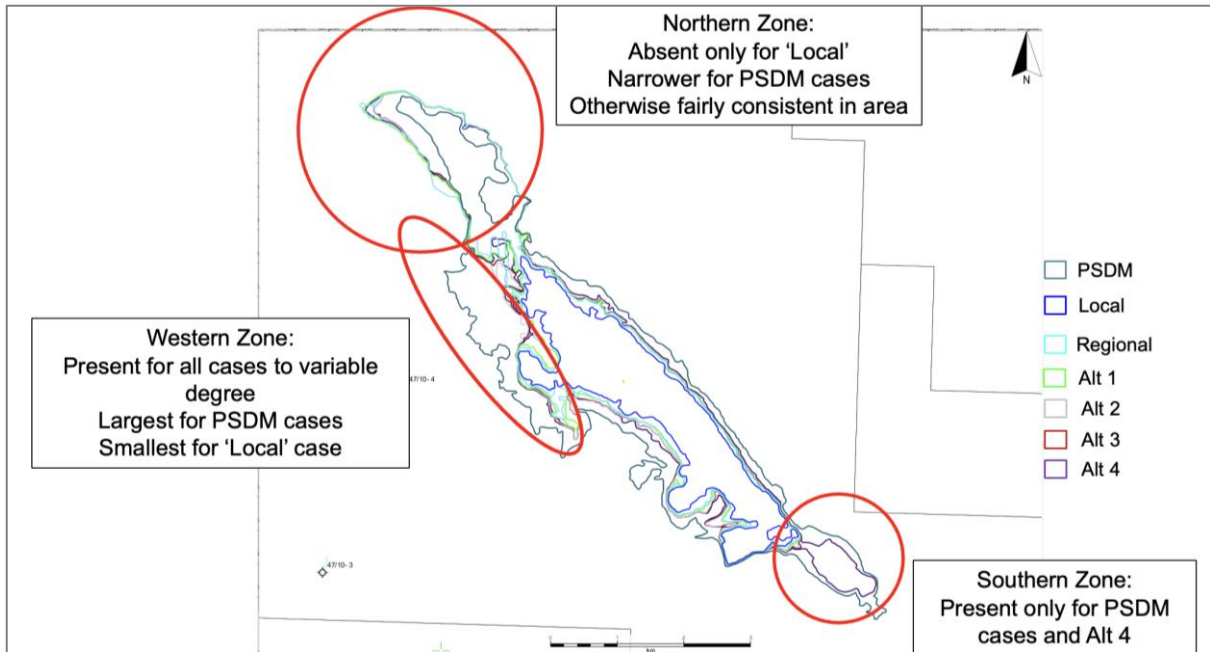 Northern Zone:
Absent only for ‘Local’
Narrower for PSDM cases
Otherwise fairly consistent in area
N
PSDM
Local
Regional
Alt 1
Alt 2
Alt 3
Alt 4
Western Zone:
Present for all cases to variable
degree
Largest for PSDM cases
Smallest for ‘Local’ case
47/10- 4
47/10- 3
Southern Zone:
Present only for PSDM
cases and Alt 4
km